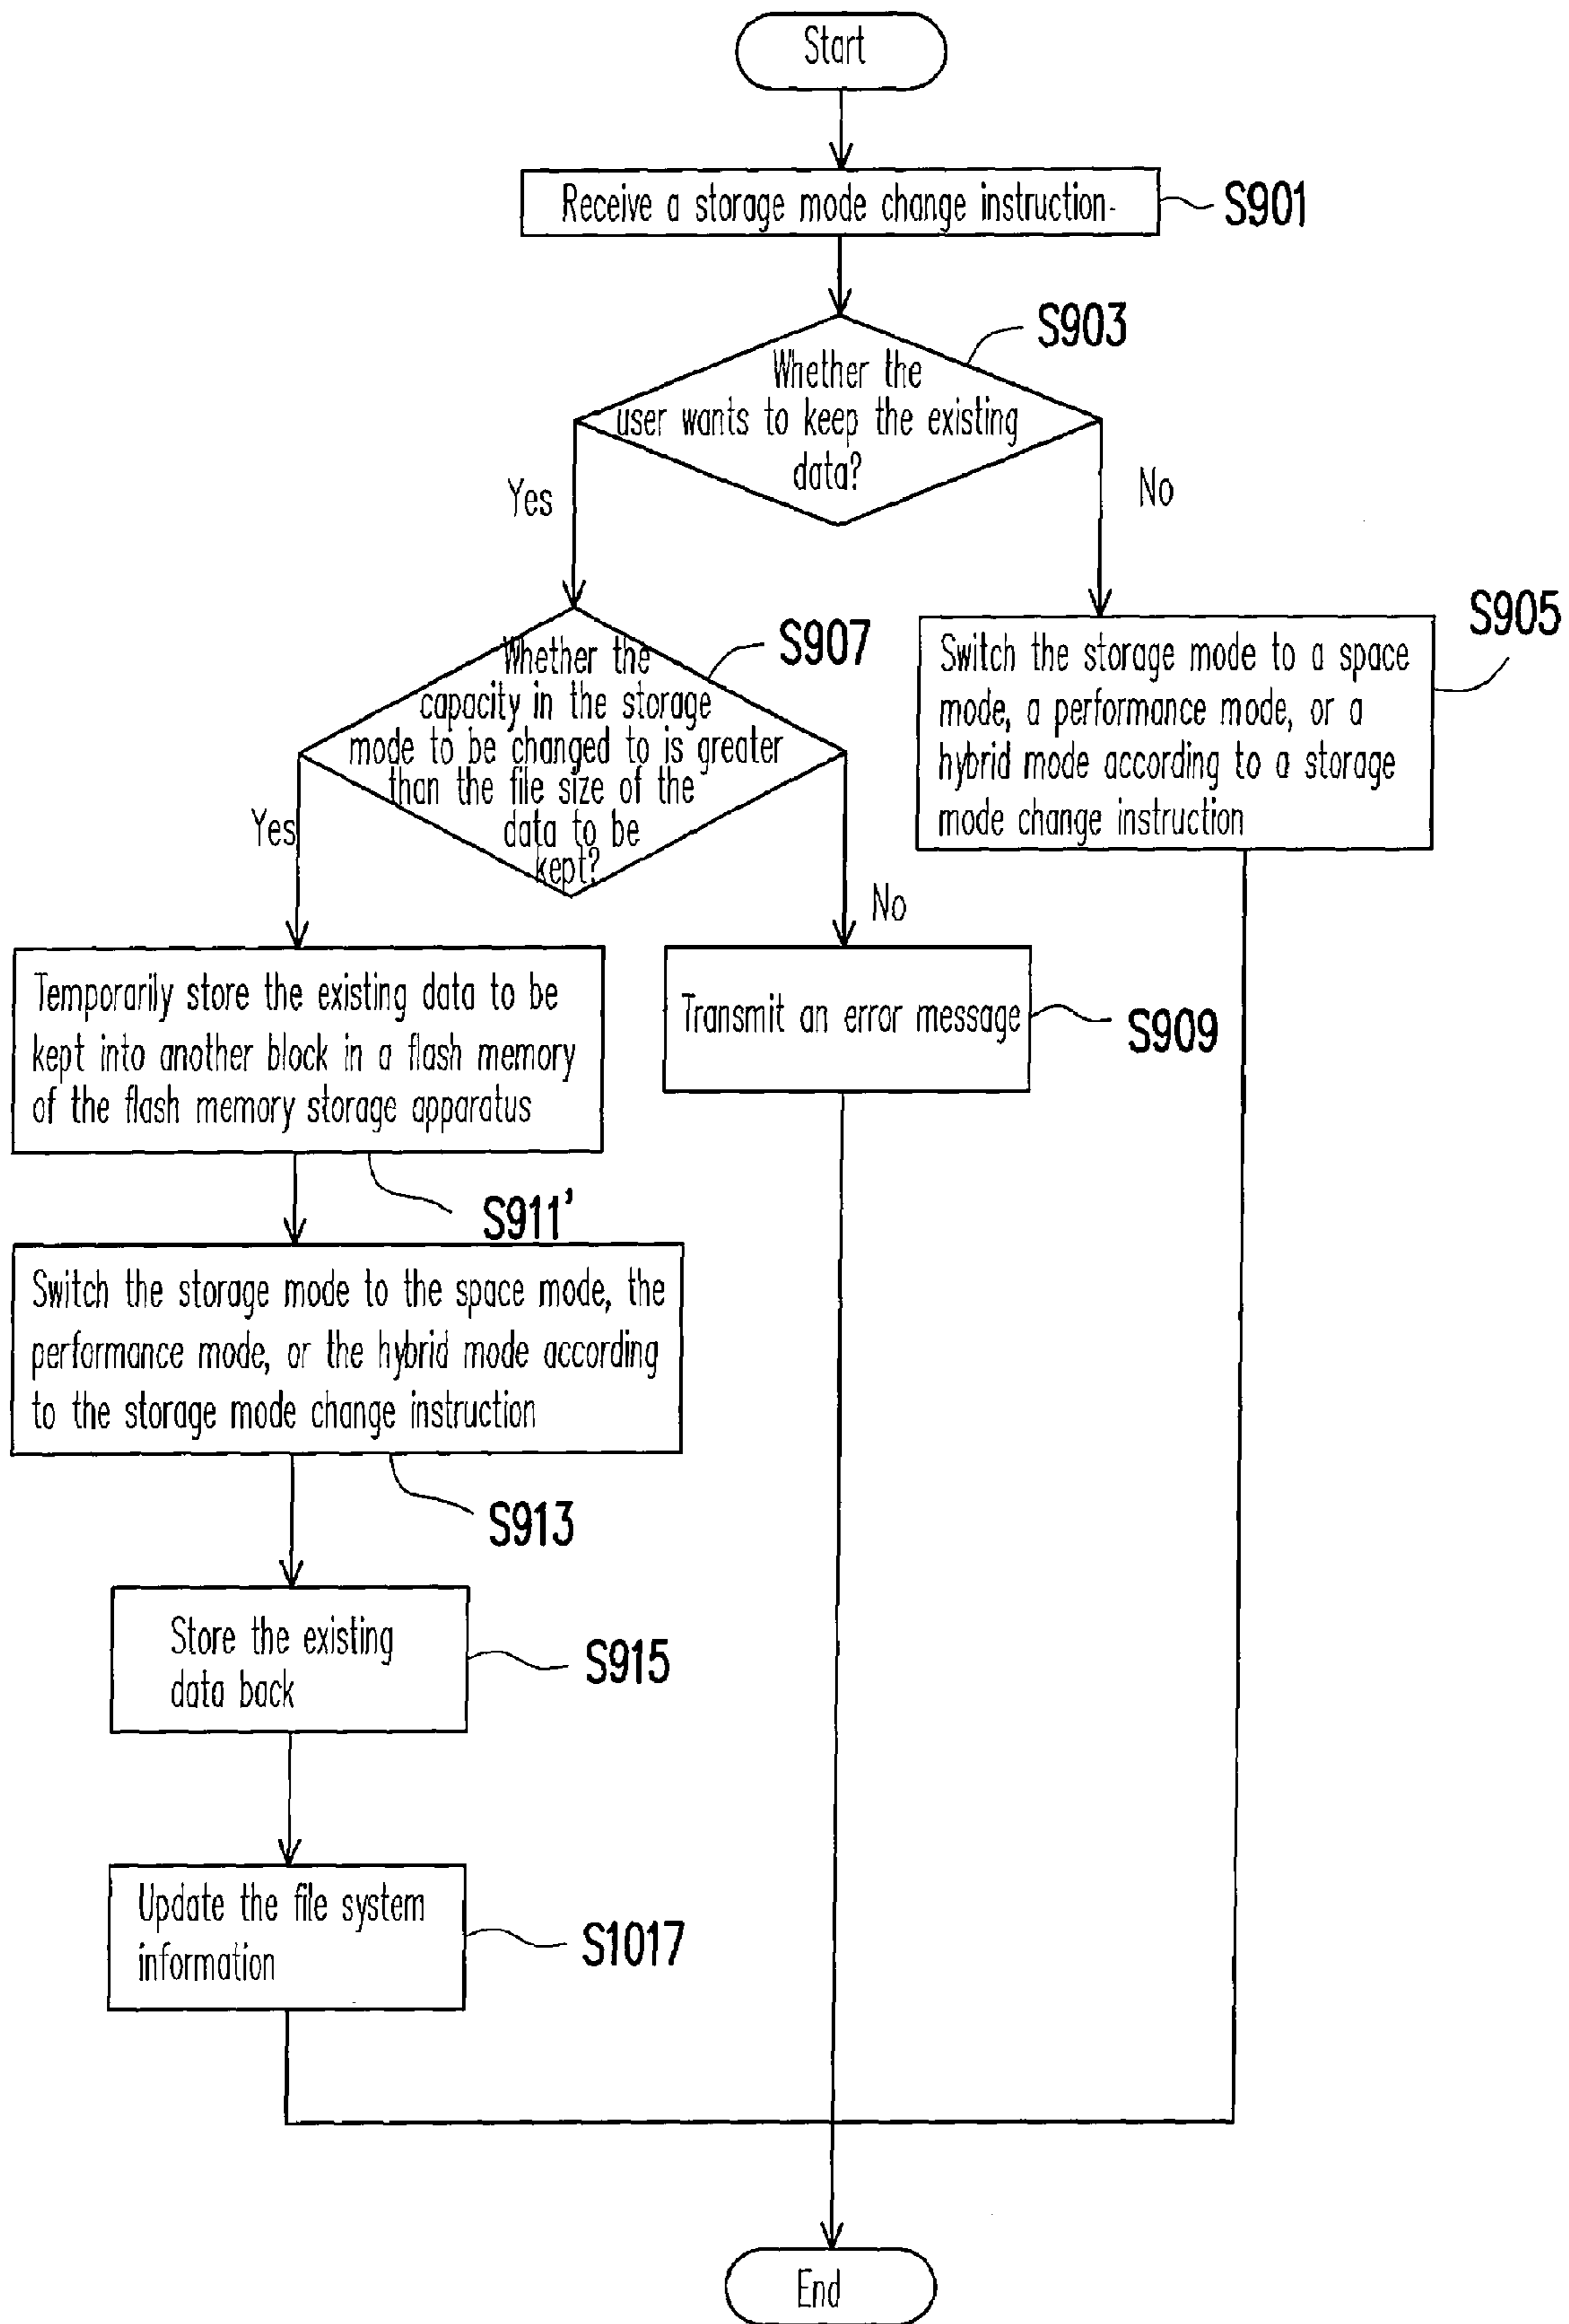 Start
Receive a storage mode change instruction
S901
S903
Whether the
user wants to keep the existing
data?
Yes
No
S905
S907
Whether the
capacity in the storage
mode to be changed to is greater
than the file size of the
data to be
kept?
Switch the storage mode to a space
mode, a performance mode, or a
hybrid mode according to a storage
mode change instruction
Yes
No
Temporarily store the existing data to be
kept into another block in a flash memory
of the flash memory storage apparatus
Transmit an error message
S909
S911'
Switch the storage mode to the space mode, the
performance mode, or the hybrid mode according
to the storage mode change instruction
S913
Store the existing
data back
S915
Update the file system
information
S1017
End